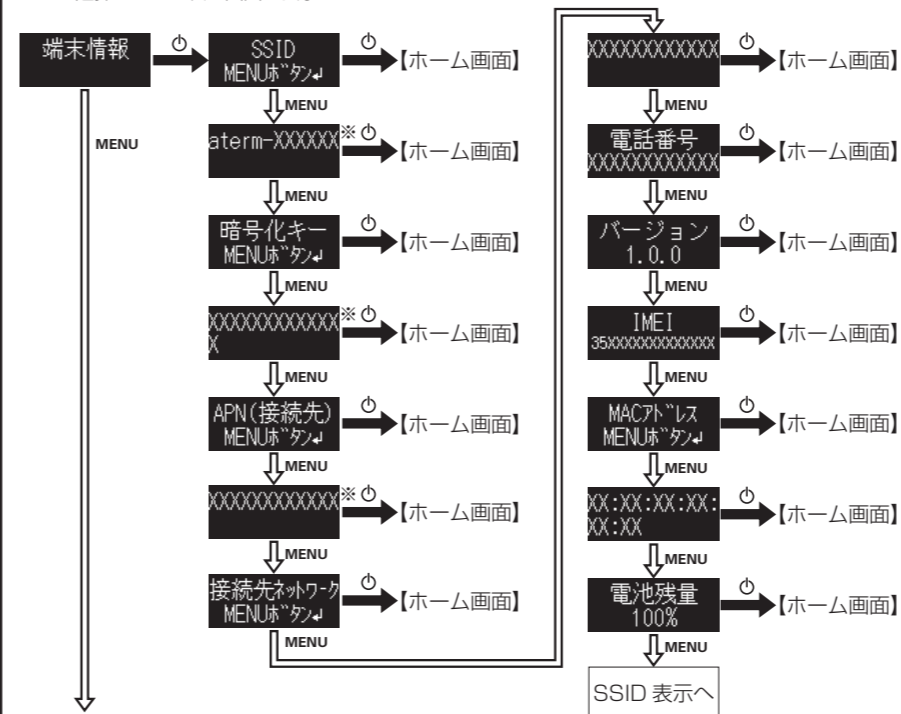 端末情報
MENU
SSID
MENUﾎﾞﾀﾝ↲
【ホーム画面】
MENU
aterm-XXXXXX
※
【ホーム画面】
MENU
暗号化キー
MENUﾎﾞﾀﾝ↲
【ホーム画面】
MENU
XXXXXXXXXXXX
X
※
【ホーム画面】
MENU
APN(接続先)
MENUﾎﾞﾀﾝ↲
【ホーム画面】
MENU
XXXXXXXXXXXX
※
【ホーム画面】
MENU
接続先ﾈｯﾄﾜｰｸ
MENUﾎﾞﾀﾝ↲
【ホーム画面】
MENU
XXXXXXXXXXXX
【ホーム画面】
MENU
電話番号
XXXXXXXXXXXX
【ホーム画面】
MENU
バージョン
1.0.0
【ホーム画面】
MENU
IMEI
35XXXXXXXXXXXXX
【ホーム画面】
MENU
MACｱﾄﾞﾚｽ
MENUﾎﾞﾀﾝ↲
【ホーム画面】
MENU
XX:XX:XX:XX:
XX:XX
【ホーム画面】
MENU
電池残量
100%
【ホーム画面】
MENU
SSID 表示へ